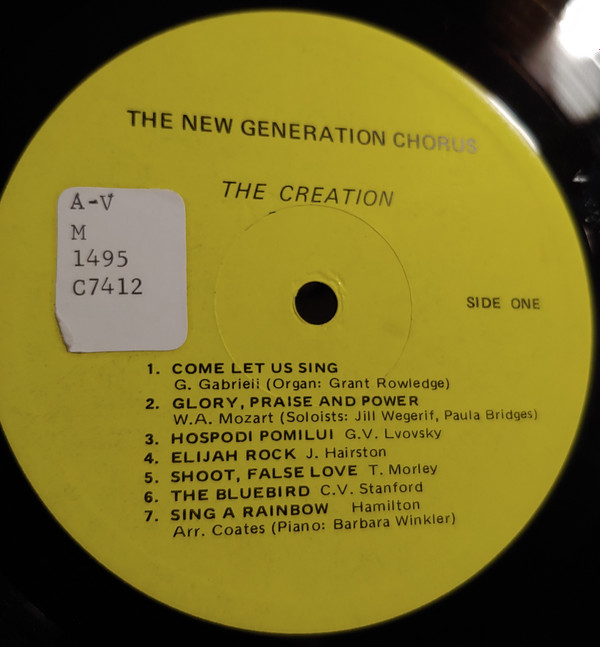 THE NEW GENERATION CHORUS
THE CREATION
A-V
M
1495
C7412
SIDE ONE
1. COME LET US SING
G. Gabrieli (Organ: Grant Rowledge)
2. GLORY, PRAISE AND POWER
W.A. Mozart (Soloists: Jill Wegerif, Paula Bridges)
3. HOSPODI POMILUI G.V. Lvovsky
4. ELIJAH ROCK J. Hairston
5. SHOOT, FALSE LOVE T. Morley
6. THE BLUEBIRD C.V. Stanford
7. SING A RAINBOW Hamilton
Arr. Coates (Piano: Barbara Winkler)